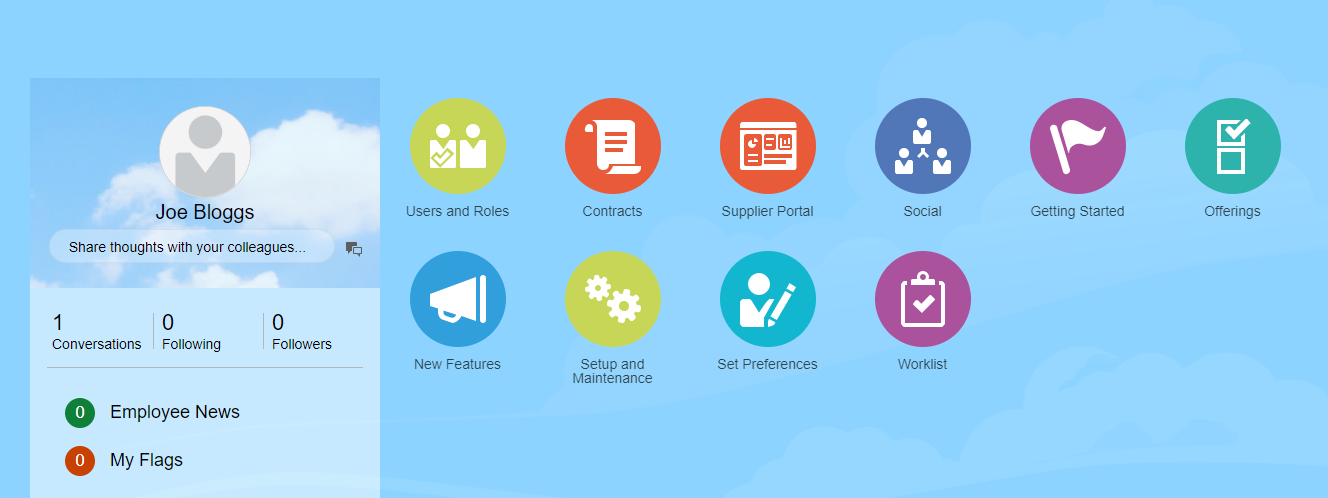 Joe Bloggs
Share thoughts with your colleagues...
1
0
0
Conversations
Following
Followers
0 Employee News
0 My Flags
Users and Roles
Contracts
Supplier Portal
Social
Getting Started
Offerings
New Features
Setup and
Maintenance
Set Preferences
Worklist